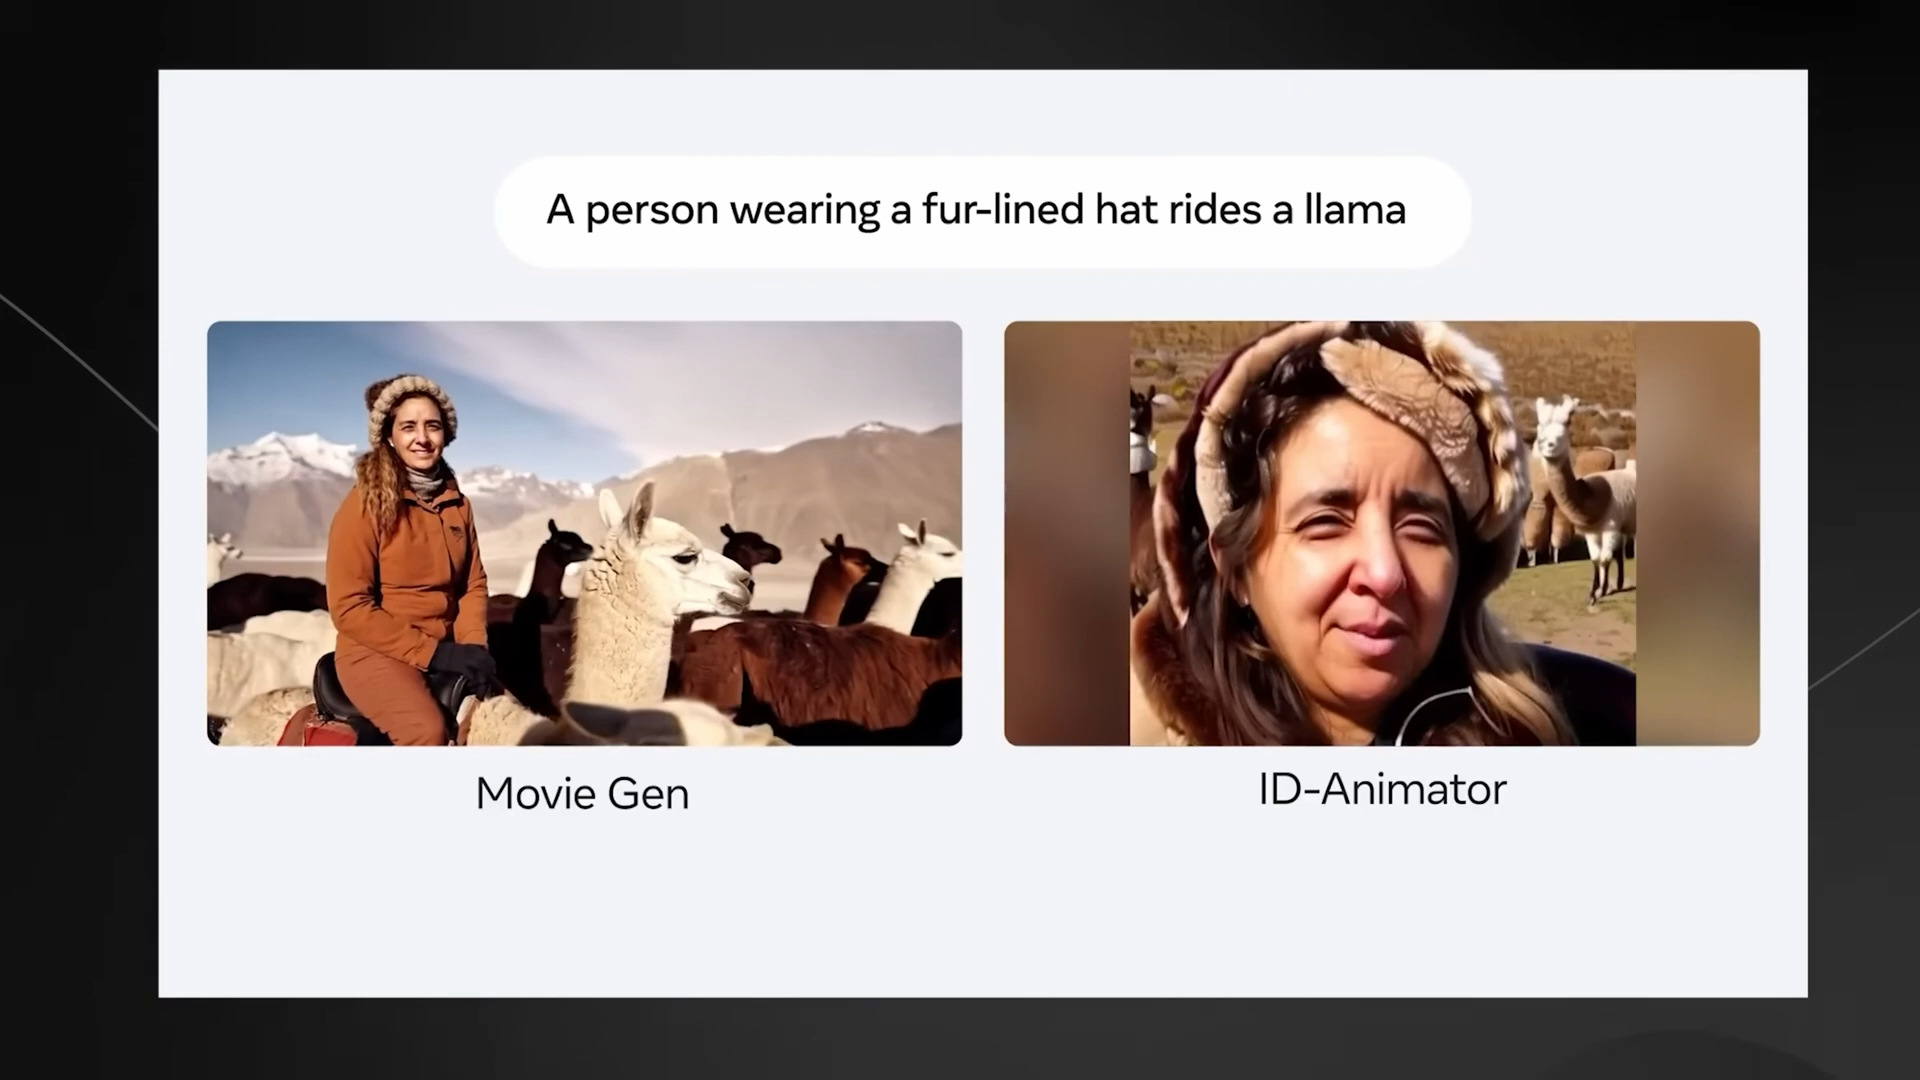 A person wearing a fur-lined hat rides a llama
Movie Gen
ID-Animator